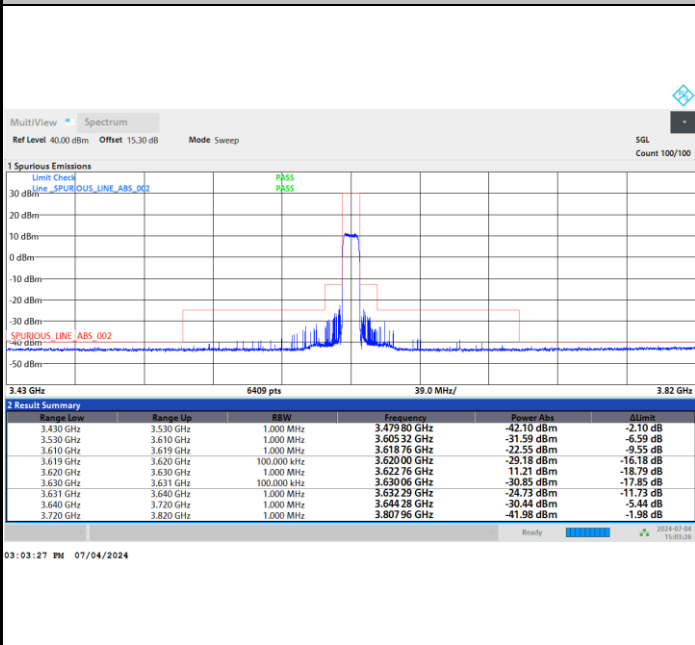 MultiView Spectrum
Ref Level 40.00 dBm Offset 15.30 dB Mode Sweep SGL
Count 100/100
1 Spurious Emissions
Limit Check PASS
Line _SPURIOUS_LINE_ABS_002 PASS
30 dBm
20 dBm
10 dBm
0 dBm
-10 dBm
-20 dBm
-30 dBm
SPURIOUS_LINE_ABS_002
-40 dBm
-50 dBm
3.43 GHz 6409 pts 39.0 MHz/ 3.82 GHz
2 Result Summary
Range Low Range Up RBW Frequency Power Abs ΔLimit
3.430 GHz 3.530 GHz 1.000 MHz 3.479 80 GHz -42.10 dBm -2.10 dB
3.530 GHz 3.610 GHz 1.000 MHz 3.605 32 GHz -31.59 dBm -6.59 dB
3.610 GHz 3.619 GHz 1.000 MHz 3.618 76 GHz -22.55 dBm -9.55 dB
3.619 GHz 3.620 GHz 100.000 kHz 3.620 00 GHz -29.18 dBm -16.18 dB
3.620 GHz 3.630 GHz 1.000 MHz 3.622 76 GHz 11.21 dBm -18.79 dB
3.630 GHz 3.631 GHz 100.000 kHz 3.630 06 GHz -30.85 dBm -17.85 dB
3.631 GHz 3.640 GHz 1.000 MHz 3.632 29 GHz -24.73 dBm -11.73 dB
3.640 GHz 3.720 GHz 1.000 MHz 3.644 28 GHz -30.44 dBm -5.44 dB
3.720 GHz 3.820 GHz 1.000 MHz 3.807 96 GHz -41.98 dBm -1.98 dB
Ready 2024-07-04
15:03:28
03:03:27 PM 07/04/2024